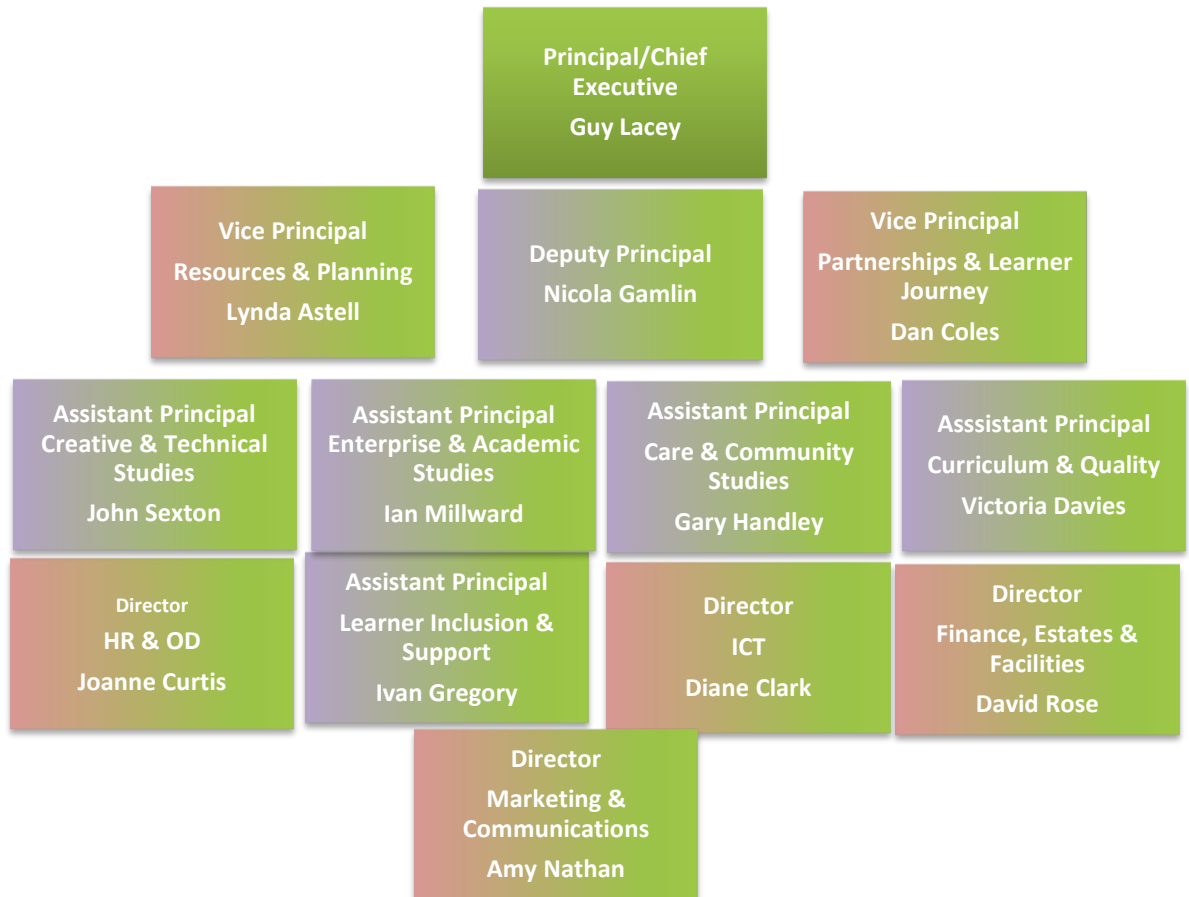 Principal/Chief
Executive
Guy Lacey
Vice Principal
Resources & Planning
Lynda Astell
Deputy Principal
Nicola Gamlin
Vice Principal
Partnerships & Learner
Journey
Dan Coles
Assistant Principal
Creative & Technical
Studies
John Sexton
Assistant Principal
Enterprise & Academic
Studies
Ian Millward
Assistant Principal
Care & Community
Studies
Gary Handley
Asssistant Principal
Curriculum & Quality
Victoria Davies
Director
HR & OD
Joanne Curtis
Assistant Principal
Learner Inclusion &
Support
Ivan Gregory
Director
ICT
Diane Clark
Director
Finance, Estates &
Facilities
David Rose
Director
Marketing &
Communications
Amy Nathan